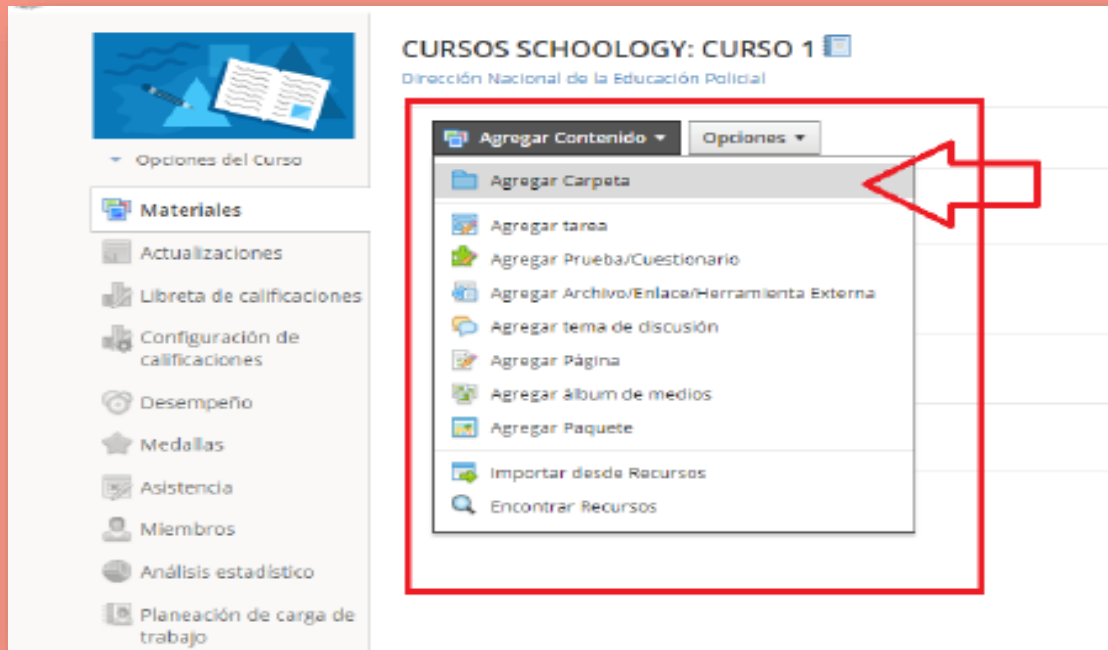 CURSOS SCHOOLOGY: CURSO 1
Dirección Nacional de la Educación Policial
Agregar Contenido
Opciones
Agregar Carpeta
Agregar tarea
Agregar Prueba/Cuestionario
Agregar Archivo/Enlace/Herramienta Externa
Agregar tema de discusión
Agregar Página
Agregar álbum de medios
Agregar Paquete
Importar desde Recursos
Encontrar Recursos
Opciones del Curso
Materiales
Actualizaciones
Libreta de calificaciones
Configuración de
calificaciones
Desempeño
Medallas
Asistencia
Miembros
Análisis estadístico
Planeación de carga de
trabajo